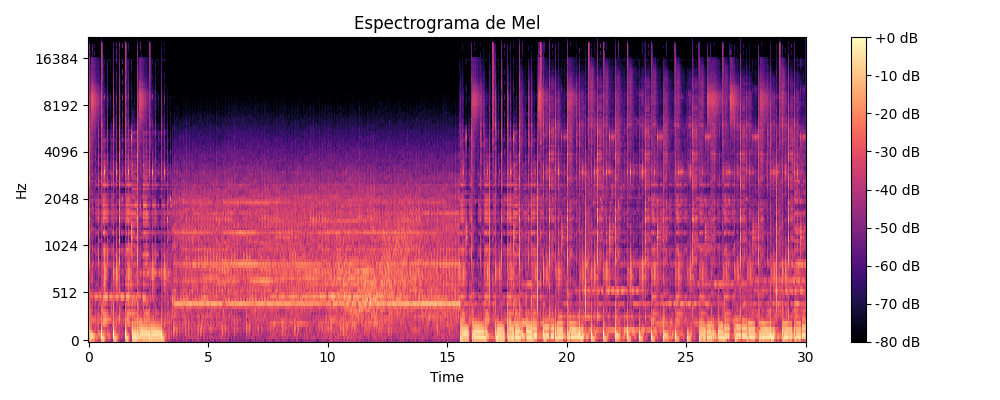 Espectrograma de Mel
Hz
16384
8192
4096
2048
1024
512
0
0 5 10 15 20 25 30
Time
+0 dB
-10 dB
-20 dB
-30 dB
-40 dB
-50 dB
-60 dB
-70 dB
-80 dB